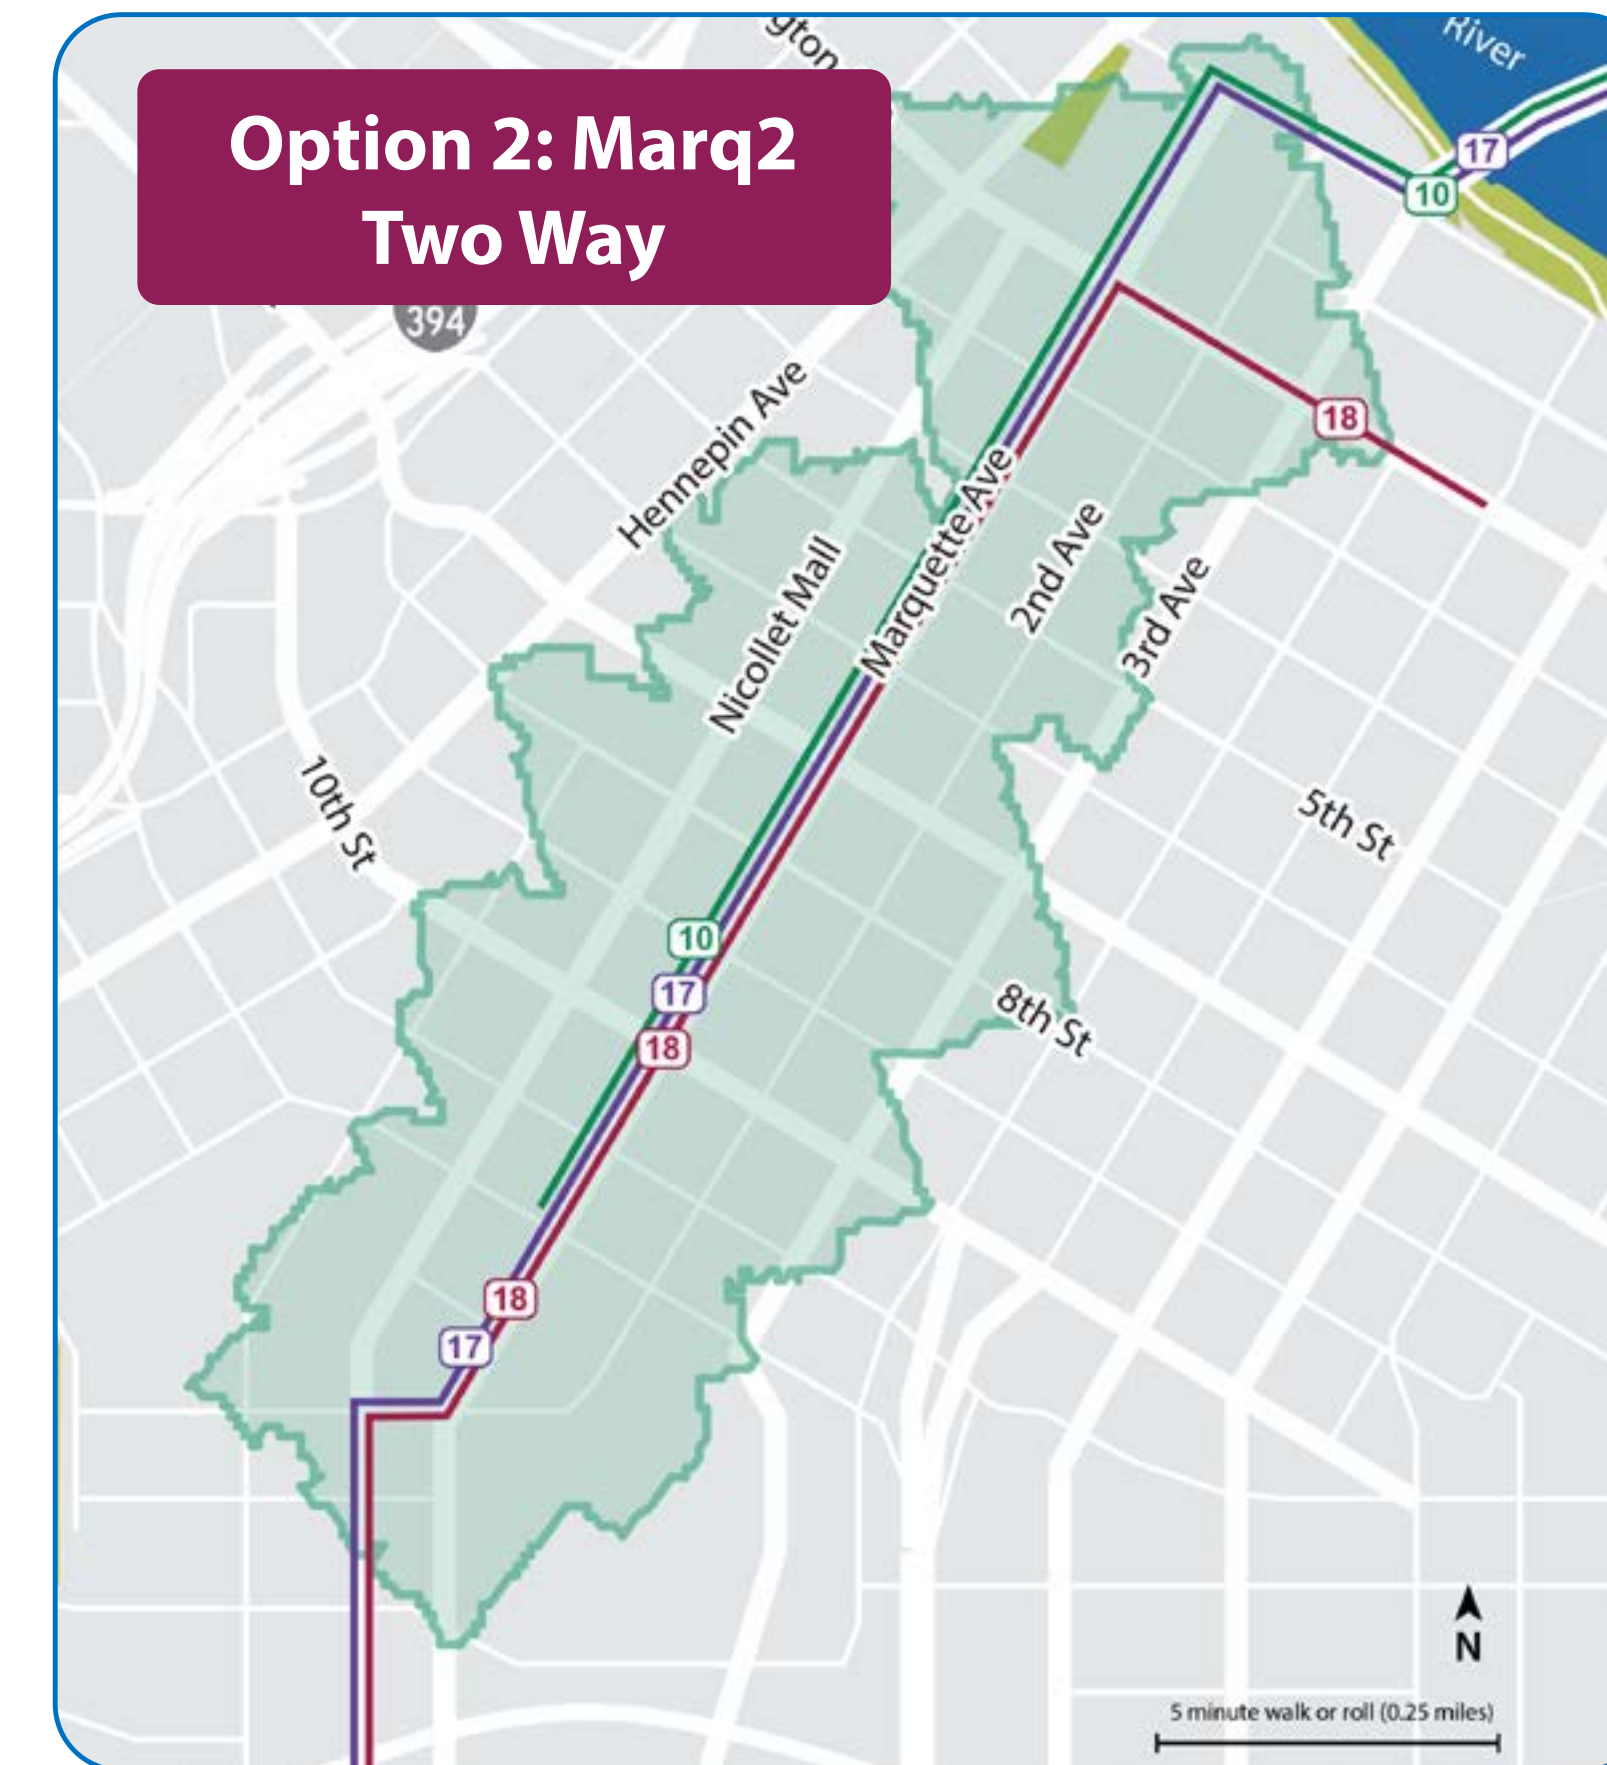 River
Option 2: Marq2
Two Way
17
10
394
Hennepin Ave
18
Marquette Ave
2nd Ave
Nicollet Mall
3rd Ave
10th St
5th St
10
17
8th St
18
18
17
N
5 minute walk or roll (0.25 miles)